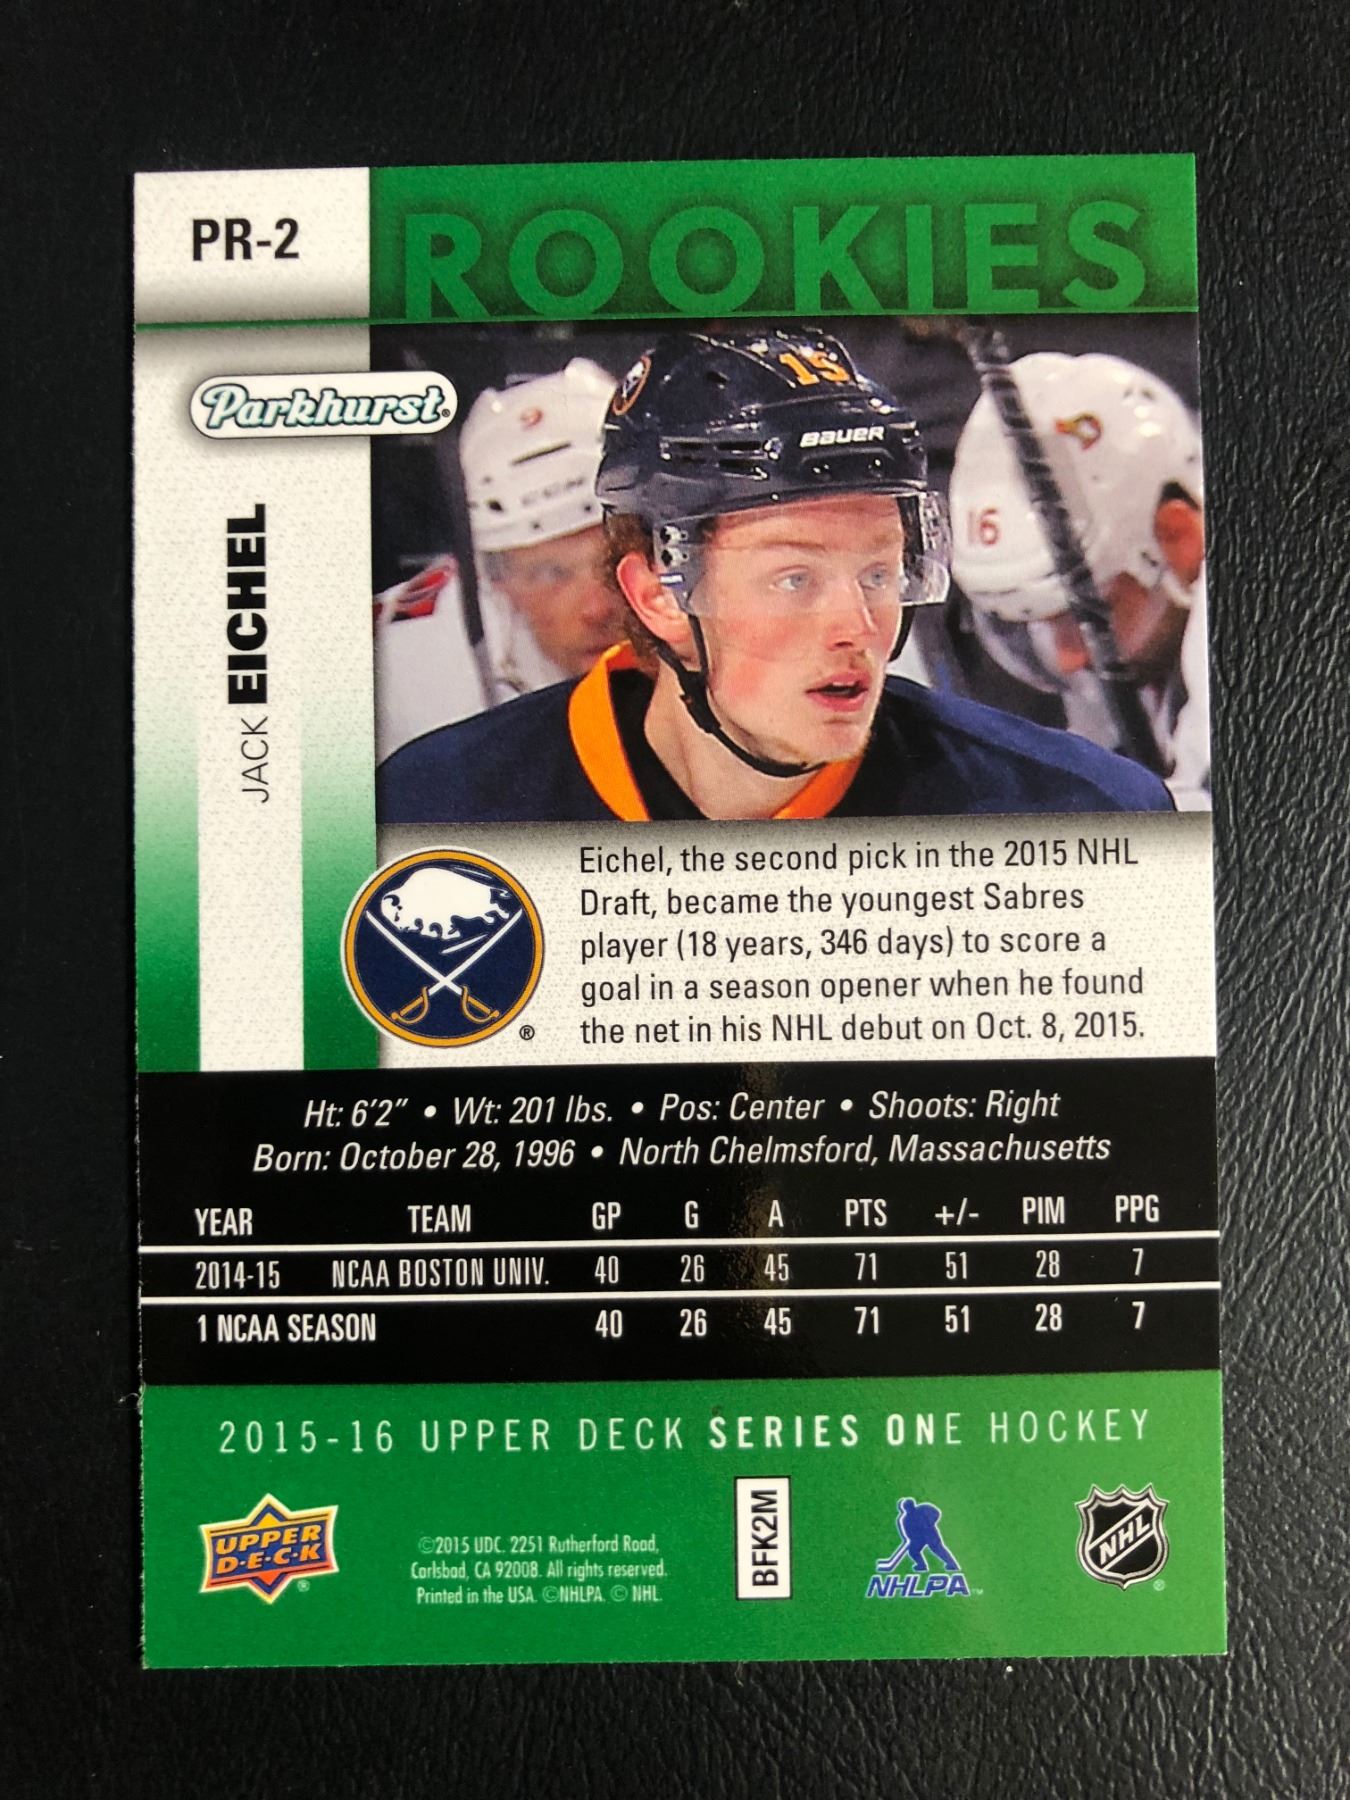 PR-2
ROOKIES
Parkhurst®
JACK EICHEL
15
BAUER
9
16
Eichel, the second pick in the 2015 NHL
Draft, became the youngest Sabres
player (18 years, 346 days) to score a
goal in a season opener when he found
the net in his NHL debut on Oct. 8, 2015.
®
Ht: 6'2" • Wt: 201 lbs. • Pos: Center • Shoots: Right
Born: October 28, 1996 • North Chelmsford, Massachusetts
YEAR TEAM GP G A PTS +/- PIM PPG
2014-15 NCAA BOSTON UNIV. 40 26 45 71 51 28 7
1 NCAA SEASON 40 26 45 71 51 28 7
2015-16 UPPER DECK SERIES ONE HOCKEY
UPPER
D·E·C·K
®
©2015 UDC. 2251 Rutherford Road,
Carlsbad, CA 92008. All rights reserved.
Printed in the USA. ©NHLPA. © NHL.
BFK2M
NHLPA™
NHL
®